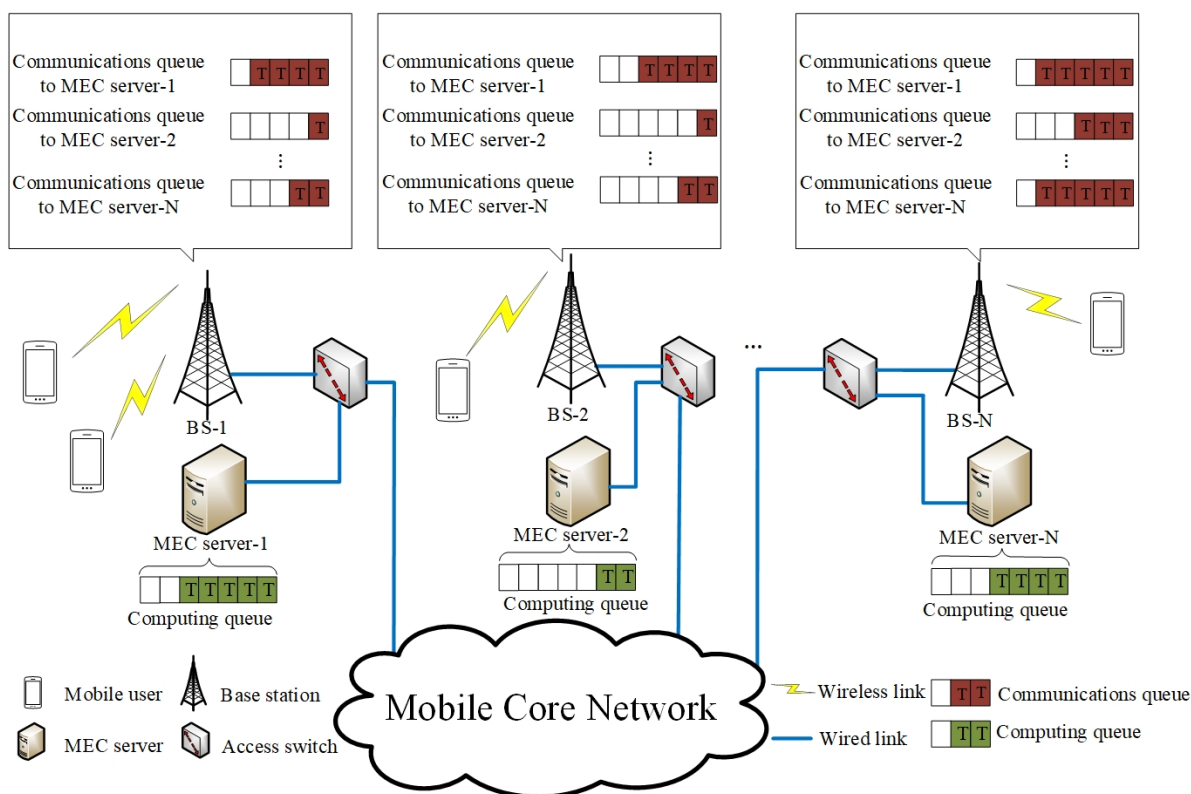 Communications queue
to MEC server-1
T T T T
Communications queue
to MEC server-2
T
...
Communications queue
to MEC server-N
T T
Communications queue
to MEC server-1
T T T T
Communications queue
to MEC server-2
T
...
Communications queue
to MEC server-N
T T
Communications queue
to MEC server-1
T T T T T
Communications queue
to MEC server-2
T T T
...
Communications queue
to MEC server-N
T T T T T
...
BS-1
BS-2
BS-N
MEC server-1
MEC server-2
MEC server-N
T T T T T
Computing queue
T T
Computing queue
T T T T
Computing queue
Mobile Core Network
Mobile user
Base station
MEC server
Access switch
Wireless link
T T
Communications queue
Wired link
T T
Computing queue